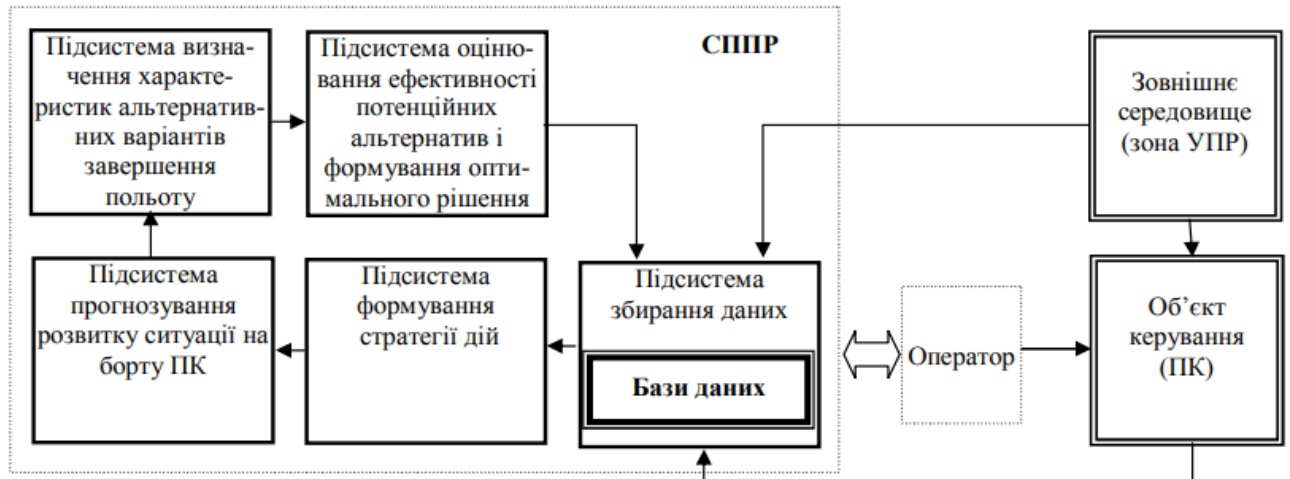 Підсистема визна-
чення характе-
ристик альтернатив-
них варіантів
завершення
польоту
Підсистема оціню-
вання ефективності
потенційних
альтернатив і
формування опти-
мального рішення
СППР
Зовнішнє
середовище
(зона УПР)
Підсистема
прогнозування
розвитку ситуації на
борту ПК
Підсистема
формування
стратегії дій
Підсистема
збирання даних
Бази даних
Оператор
Об’єкт
керування
(ПК)